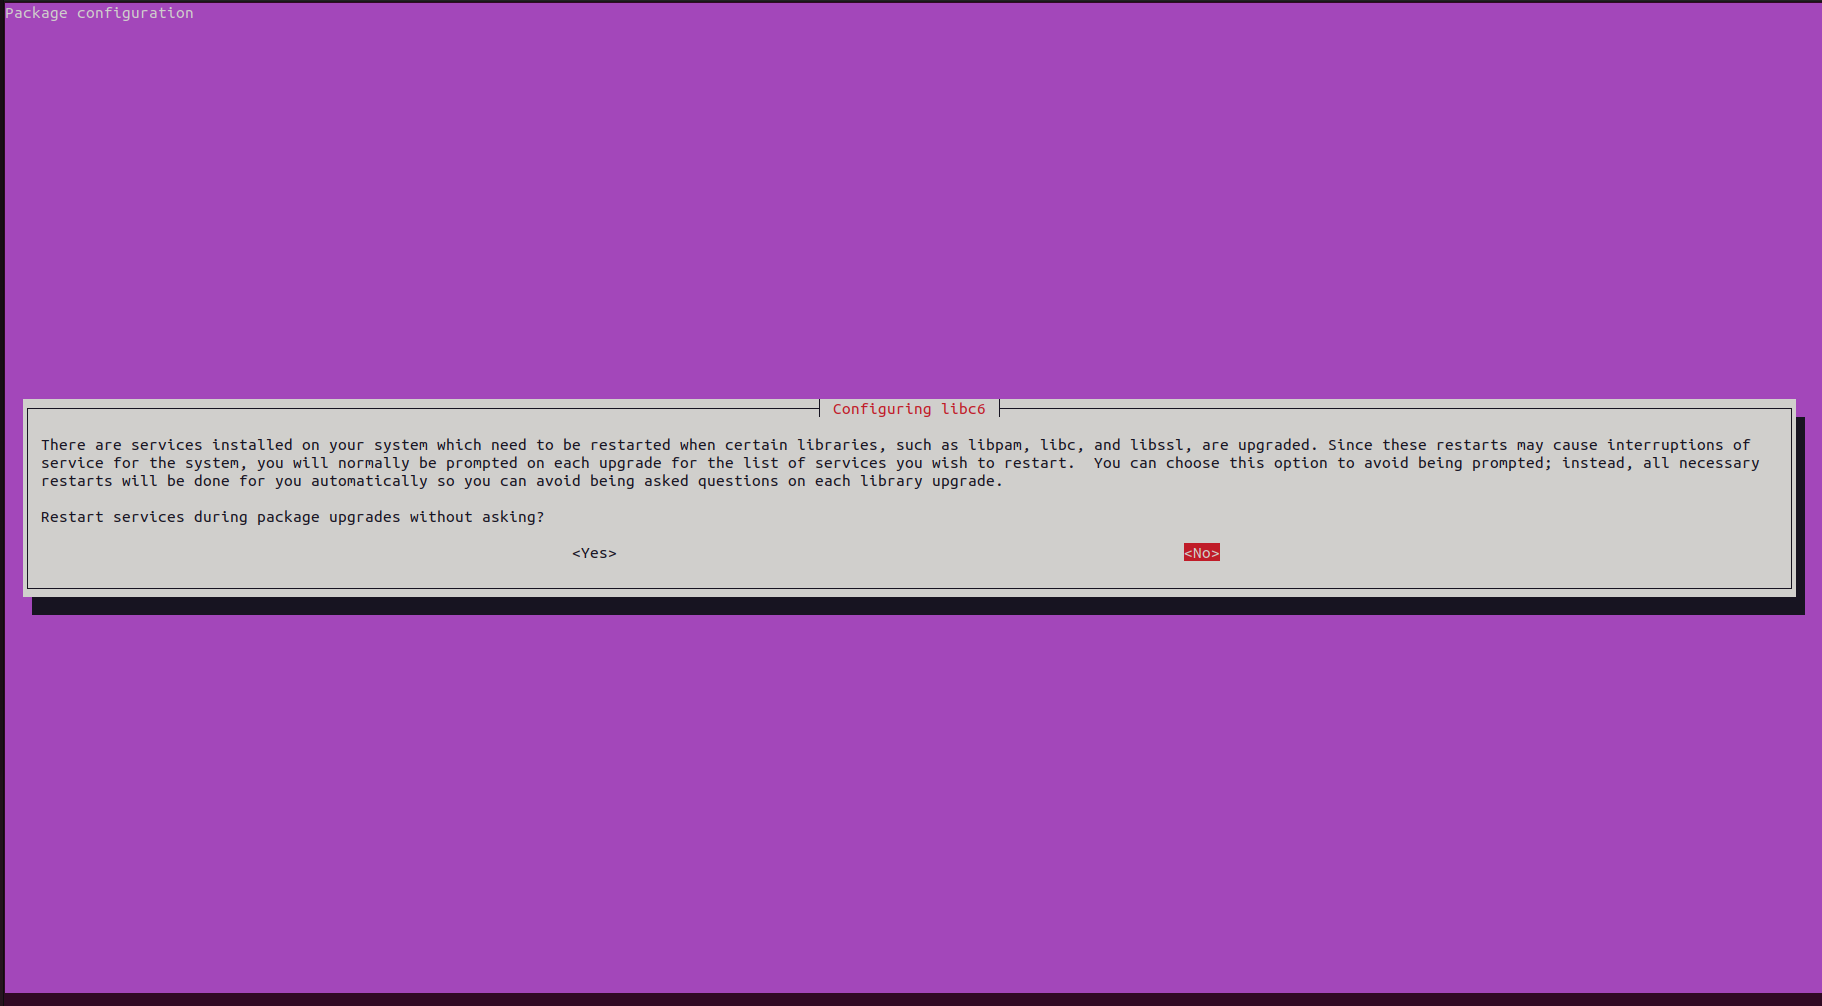 Package configuration
Configuring libc6
There are services installed on your system which need to be restarted when certain libraries, such as libpam, libc, and libssl, are upgraded. Since these restarts may cause interruptions of
service for the system, you will normally be prompted on each upgrade for the list of services you wish to restart.  You can choose this option to avoid being prompted; instead, all necessary
restarts will be done for you automatically so you can avoid being asked questions on each library upgrade.
Restart services during package upgrades without asking?
<Yes> <No>